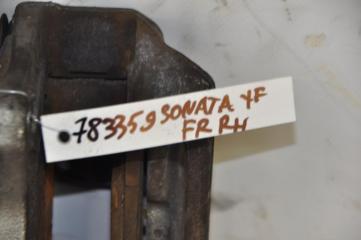 783359 SONATA YF
FR RH